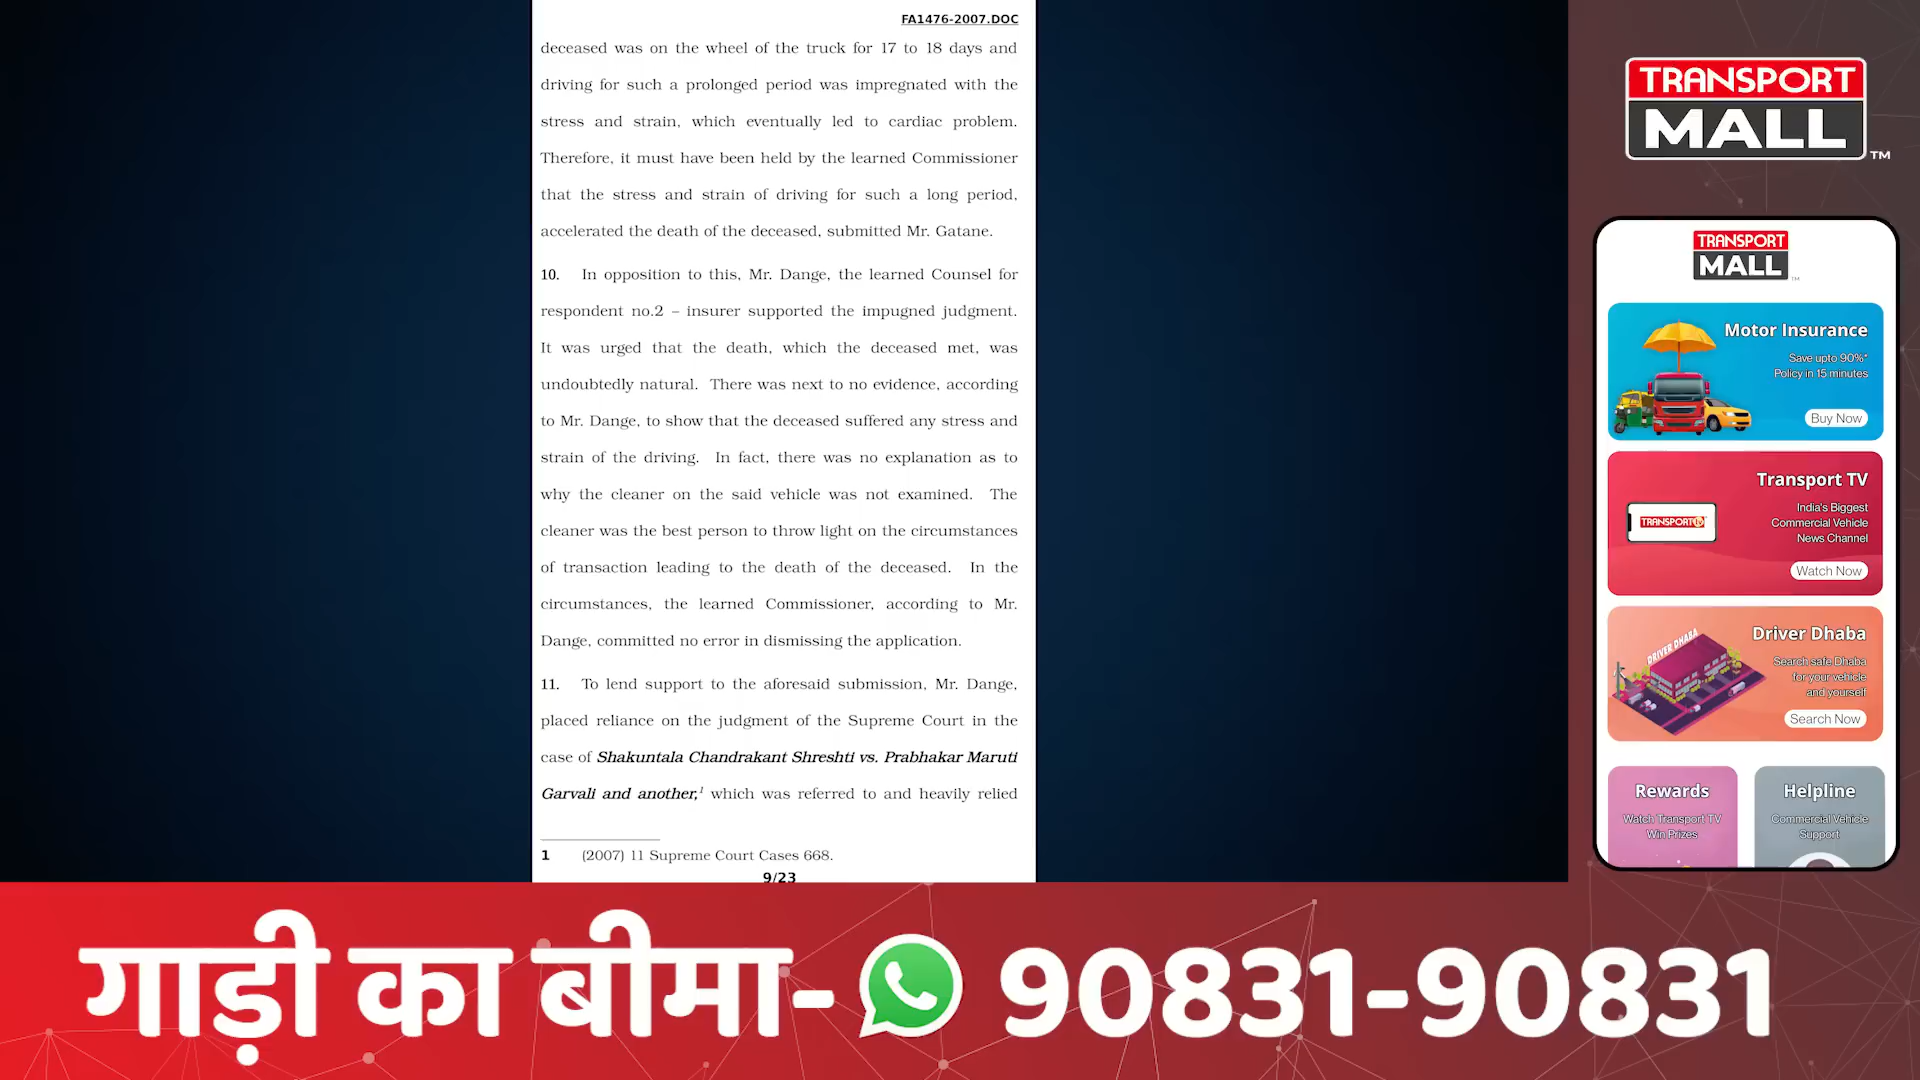 FA1476-2007.DOC
deceased was on the wheel of the truck for 17 to 18 days and
driving for such a prolonged period was impregnated with the
stress and strain, which eventually led to cardiac problem.
Therefore, it must have been held by the learned Commissioner
that the stress and strain of driving for such a long period,
accelerated the death of the deceased, submitted Mr. Gatane.
10. In opposition to this, Mr. Dange, the learned Counsel for
respondent no.2 – insurer supported the impugned judgment.
It was urged that the death, which the deceased met, was
undoubtedly natural. There was next to no evidence, according
to Mr. Dange, to show that the deceased suffered any stress and
strain of the driving. In fact, there was no explanation as to
why the cleaner on the said vehicle was not examined. The
cleaner was the best person to throw light on the circumstances
of transaction leading to the death of the deceased. In the
circumstances, the learned Commissioner, according to Mr.
Dange, committed no error in dismissing the application.
11. To lend support to the aforesaid submission, Mr. Dange,
placed reliance on the judgment of the Supreme Court in the
case of Shakuntala Chandrakant Shreshti vs. Prabhakar Maruti
Garvali and another,1 which was referred to and heavily relied
1 (2007) 11 Supreme Court Cases 668.
9/23
TRANSPORT
MALL
TM
TRANSPORT
MALL
TM
Motor Insurance
Save upto 90%*
Policy in 15 minutes
Buy Now
Transport TV
India's Biggest
Commercial Vehicle
News Channel
TRANSPORT
Watch Now
DRIVER DHABA
Driver Dhaba
Search safe Dhaba
for your vehicle
and yourself
Search Now
Rewards
Watch Transport TV
Win Prizes
Helpline
Commercial Vehicle
Support
गाड़ी का बीमा- 90831-90831